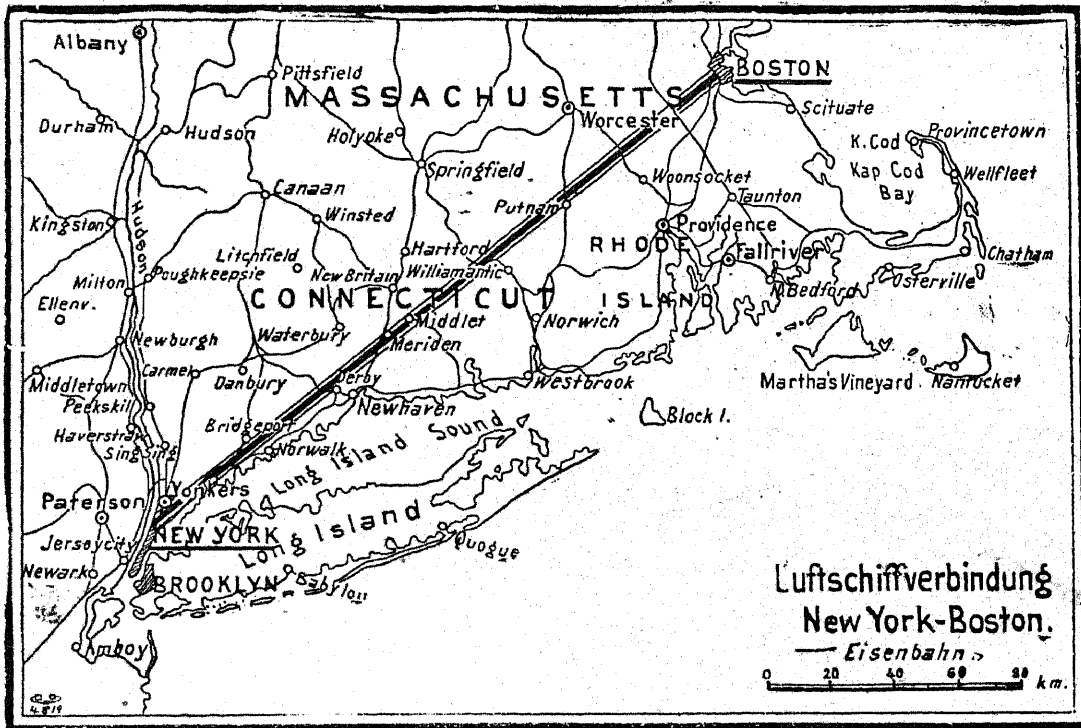 Albany
Pittsfield
BOSTON
MASSACHUSETTS
Scituate
Durham
Hudson
Holyoke
Worcester
K. Cod
Provincetown
Kap Cod
Bay
Wellfleet
Springfield
Woonsocket
Canaan
Taunton
Winsted
Putnam
Kingston
Hudson
Providence
Hartford
RHODE
Litchfield
Chatham
Fallriver
Milton
Poughkeepsie
New Britain
Williamantic
Osterville
Ellenv.
CONNECTICUT
ISLAND
N.Bedford
Waterbury
Middlet
Norwich
Newburgh
Meriden
Carmel
Danbury
Derby
Westbrook
Martha's Vineyard.
Nantucket
Middletown
Peekskill
Newhaven
Block I.
Bridgeport
Haverstraw
Sing Sing
Norwalk
Long Island Sound
Yonkers
Paterson
NEW YORK
Long Island
Jerseycity
Quogue
Newark
BROOKLYN
Babylon
Luftschiffverbindung
New York-Boston.
Amboy
Eisenbahn
0 20 40 60 80 km.
4.8.19